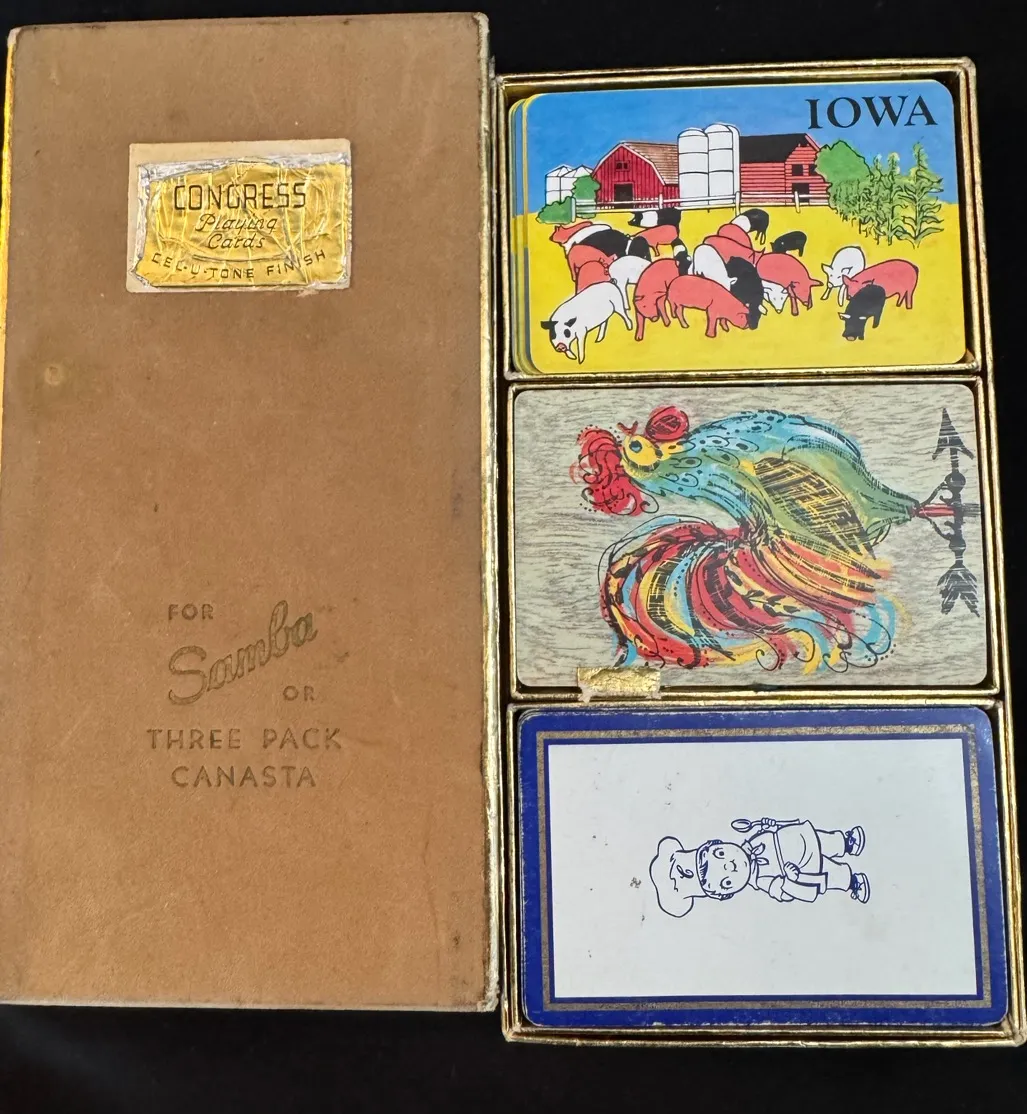 CONGRESS
Playing
Cards
CEL-U-TONE FINISH
FOR
Samba
OR
THREE PACK
CANASTA
IOWA